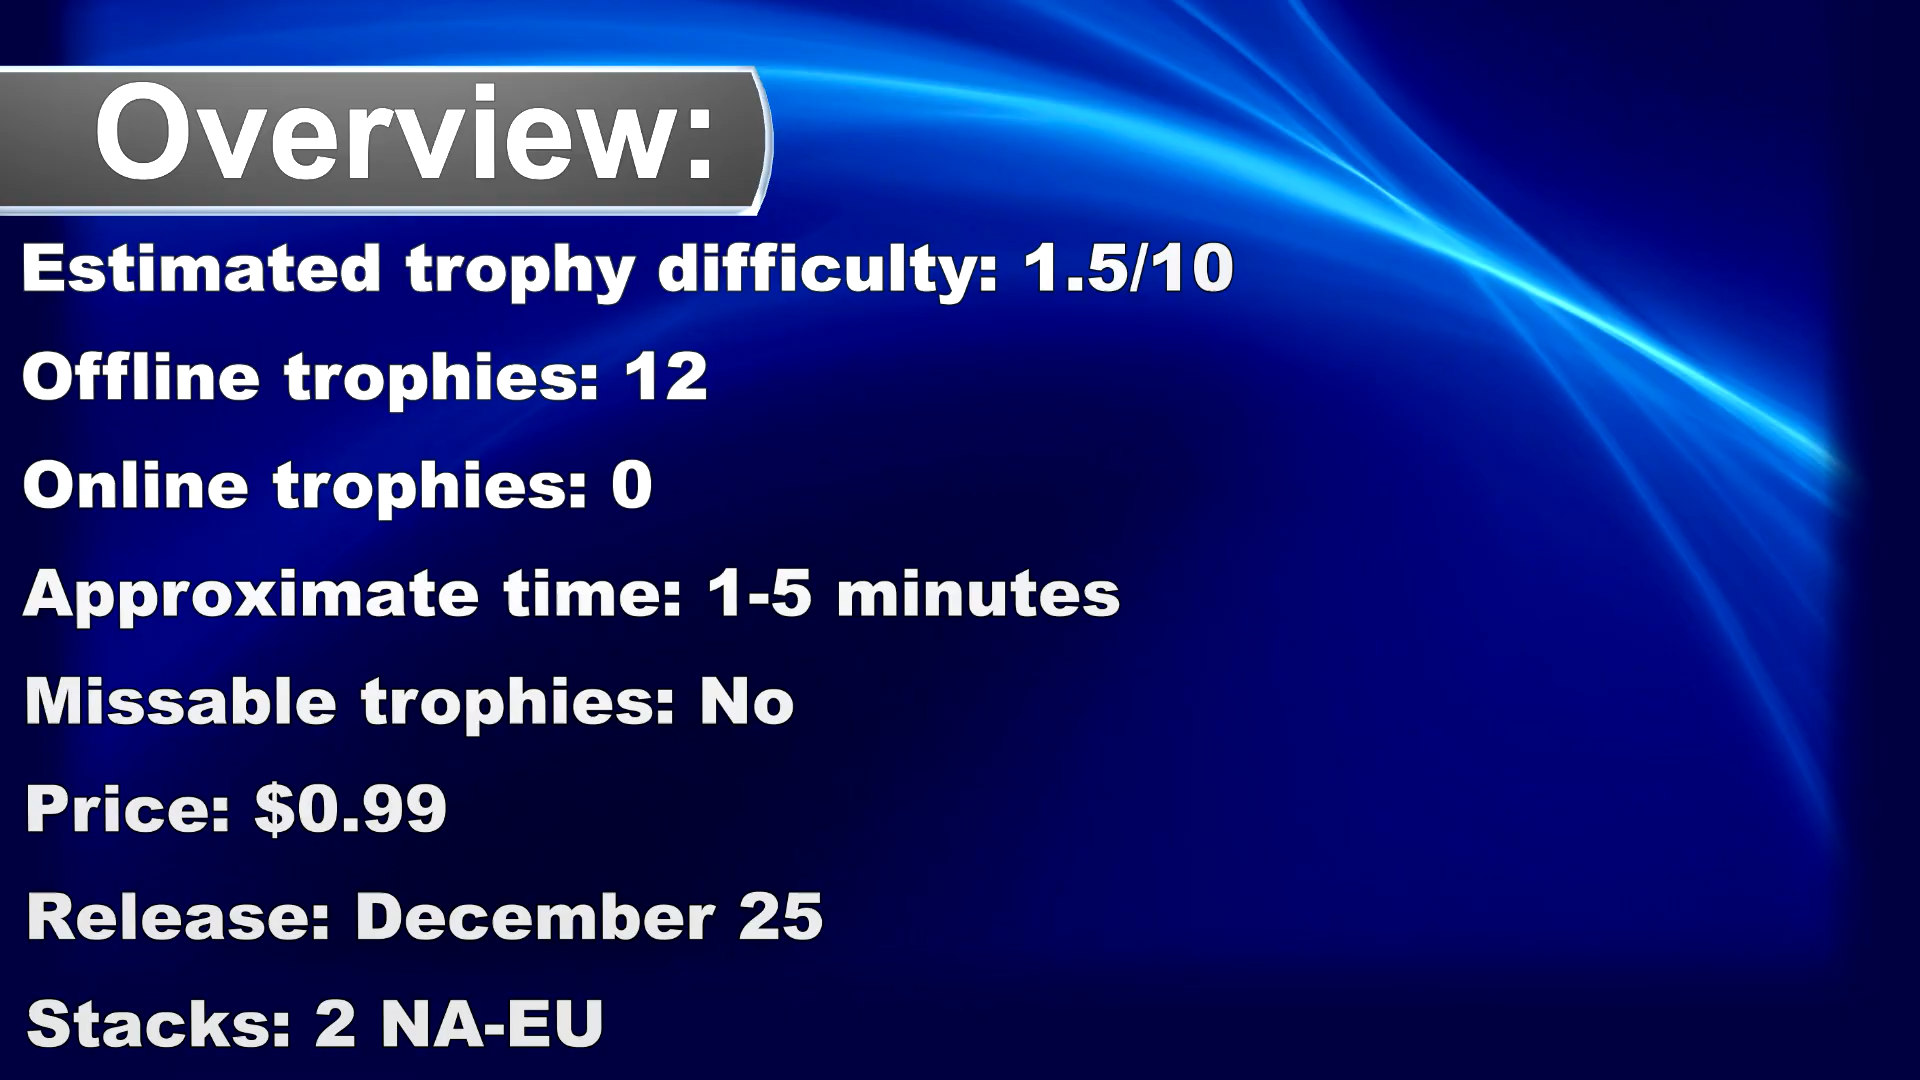 Overview:
Estimated trophy difficulty: 1.5/10
Offline trophies: 12
Online trophies: 0
Approximate time: 1-5 minutes
Missable trophies: No
Price: $0.99
Release: December 25
Stacks: 2 NA-EU